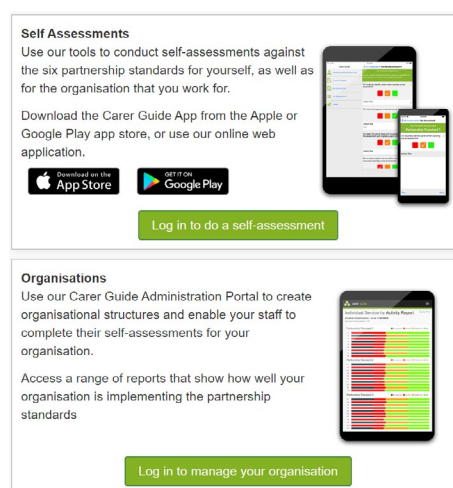 Self Assessments
Use our tools to conduct self-assessments against
the six partnership standards for yourself, as well as
for the organisation that you work for.
Download the Carer Guide App from the Apple or
Google Play app store, or use our online web
application.
Download on the
App Store
GET IT ON
Google Play
Log in to do a self-assessment
Organisations
Use our Carer Guide Administration Portal to create
organisational structures and enable your staff to
complete their self-assessments for your
organisation.
Access a range of reports that show how well your
organisation is implementing the partnership
standards
Individual Service by Activity Report
Log in to manage your organisation